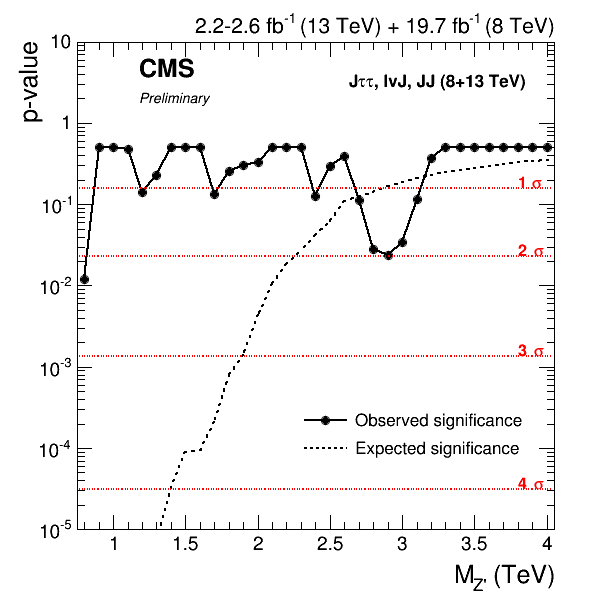 2.2-2.6 fb⁻¹ (13 TeV) + 19.7 fb⁻¹ (8 TeV)
p-value
CMS
Preliminary
Jττ, lνJ, JJ (8+13 TeV)
10
1
10⁻¹
10⁻²
10⁻³
10⁻⁴
10⁻⁵
1 σ
2 σ
3 σ
4 σ
Observed significance
Expected significance
1 1.5 2 2.5 3 3.5 4
M_Z' (TeV)